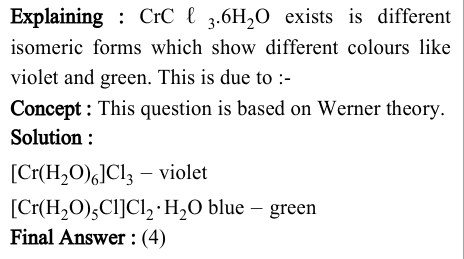 Explaining : CrC ℓ ₃.6H₂O exists is different
isomeric forms which show different colours like
violet and green. This is due to :-
Concept : This question is based on Werner theory.
Solution :
[Cr(H₂O)₆]Cl₃ – violet
[Cr(H₂O)₅Cl]Cl₂·H₂O blue – green
Final Answer : (4)